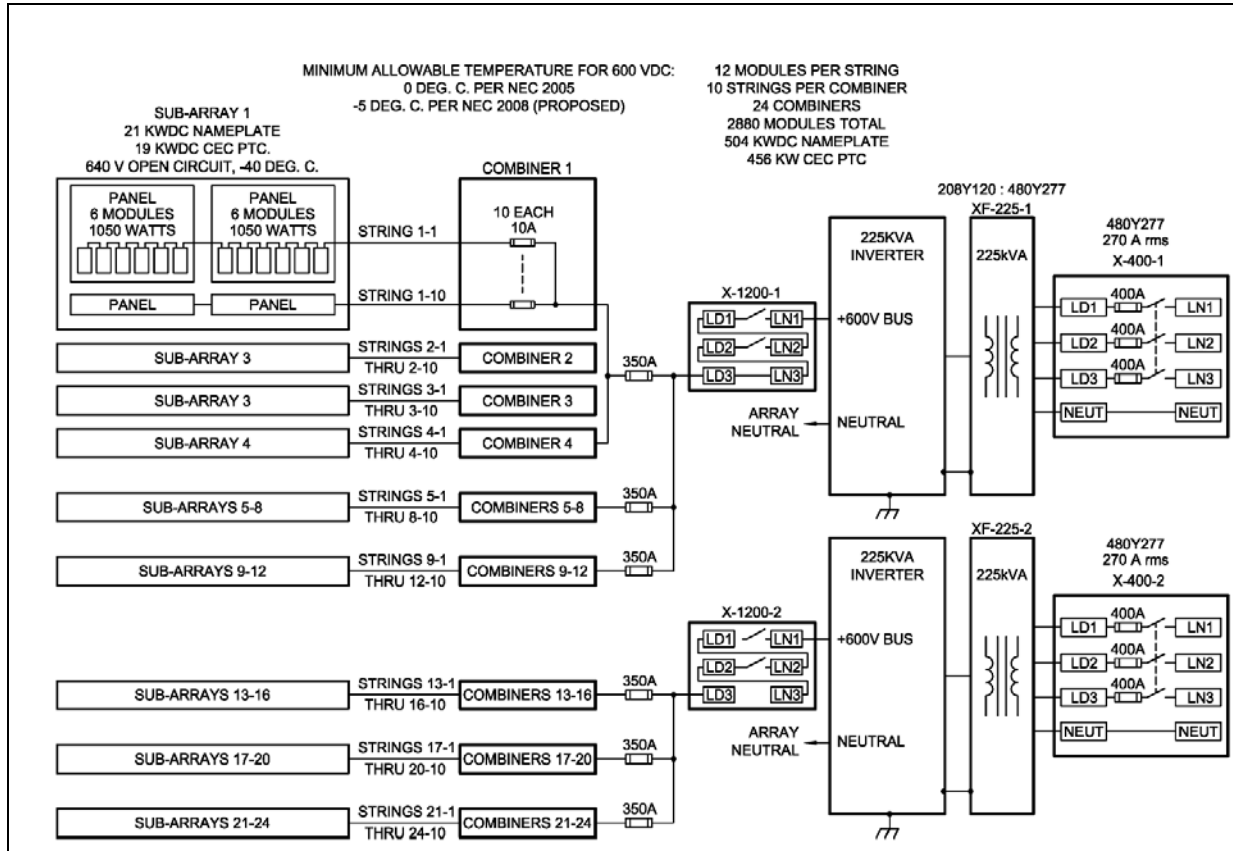 MINIMUM ALLOWABLE TEMPERATURE FOR 600 VDC:
0 DEG. C. PER NEC 2005
-5 DEG. C. PER NEC 2008 (PROPOSED)
12 MODULES PER STRING
10 STRINGS PER COMBINER
24 COMBINERS
2880 MODULES TOTAL
504 KWDC NAMEPLATE
456 KW CEC PTC
SUB-ARRAY 1
21 KWDC NAMEPLATE
19 KWDC CEC PTC.
640 V OPEN CIRCUIT, -40 DEG. C.
PANEL
6 MODULES
1050 WATTS
PANEL
6 MODULES
1050 WATTS
PANEL
PANEL
STRING 1-1
STRING 1-10
COMBINER 1
10 EACH
10A
SUB-ARRAY 3
STRINGS 2-1
THRU 2-10
COMBINER 2
SUB-ARRAY 3
STRINGS 3-1
THRU 3-10
COMBINER 3
SUB-ARRAY 4
STRINGS 4-1
THRU 4-10
COMBINER 4
350A
SUB-ARRAYS 5-8
STRINGS 5-1
THRU 8-10
COMBINERS 5-8
350A
SUB-ARRAYS 9-12
STRINGS 9-1
THRU 12-10
COMBINERS 9-12
350A
X-1200-1
LD1
LN1
LD2
LN2
LD3
LN3
+600V BUS
ARRAY
NEUTRAL
NEUTRAL
225KVA
INVERTER
208Y120 : 480Y277
XF-225-1
225kVA
480Y277
270 A rms
X-400-1
LD1
400A
LN1
LD2
400A
LN2
LD3
400A
LN3
NEUT
NEUT
SUB-ARRAYS 13-16
STRINGS 13-1
THRU 16-10
COMBINERS 13-16
350A
SUB-ARRAYS 17-20
STRINGS 17-1
THRU 20-10
COMBINERS 17-20
350A
SUB-ARRAYS 21-24
STRINGS 21-1
THRU 24-10
COMBINERS 21-24
350A
X-1200-2
LD1
LN1
LD2
LN2
LD3
LN3
+600V BUS
ARRAY
NEUTRAL
NEUTRAL
225KVA
INVERTER
XF-225-2
225kVA
480Y277
270 A rms
X-400-2
LD1
400A
LN1
LD2
400A
LN2
LD3
400A
LN3
NEUT
NEUT